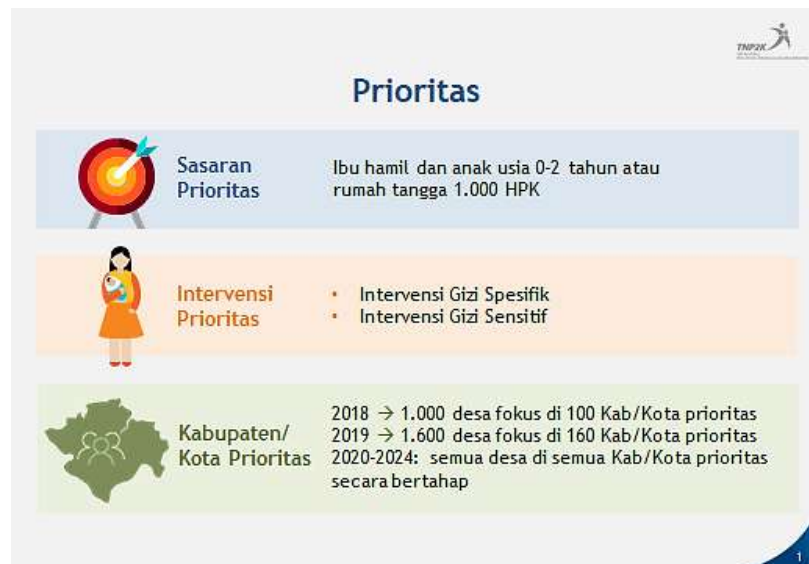 TNP2K
Prioritas
Sasaran
Prioritas
Ibu hamil dan anak usia 0-2 tahun atau
rumah tangga 1.000 HPK
Intervensi
Prioritas
• Intervensi Gizi Spesifik
• Intervensi Gizi Sensitif
Kabupaten/
Kota Prioritas
2018 → 1.000 desa fokus di 100 Kab/Kota prioritas
2019 → 1.600 desa fokus di 160 Kab/Kota prioritas
2020-2024: semua desa di semua Kab/Kota prioritas
secara bertahap
1